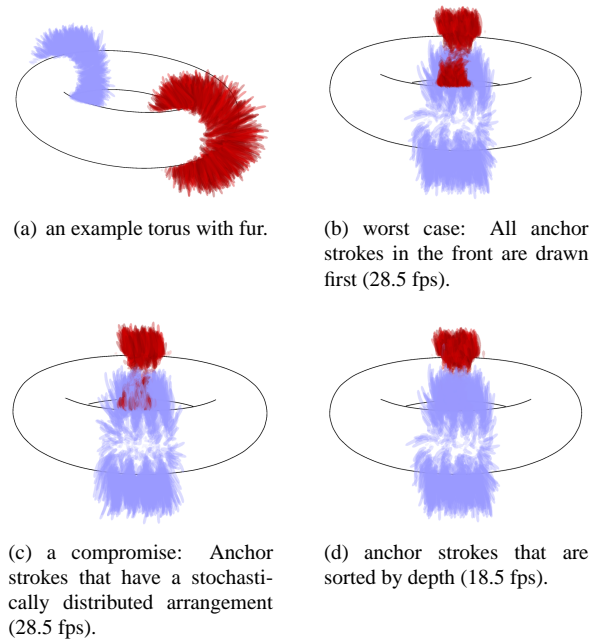 (a) an example torus with fur.
(b) worst case: All anchor
strokes in the front are drawn
first (28.5 fps).
(c) a compromise: Anchor
strokes that have a stochasti-
cally distributed arrangement
(28.5 fps).
(d) anchor strokes that are
sorted by depth (18.5 fps).